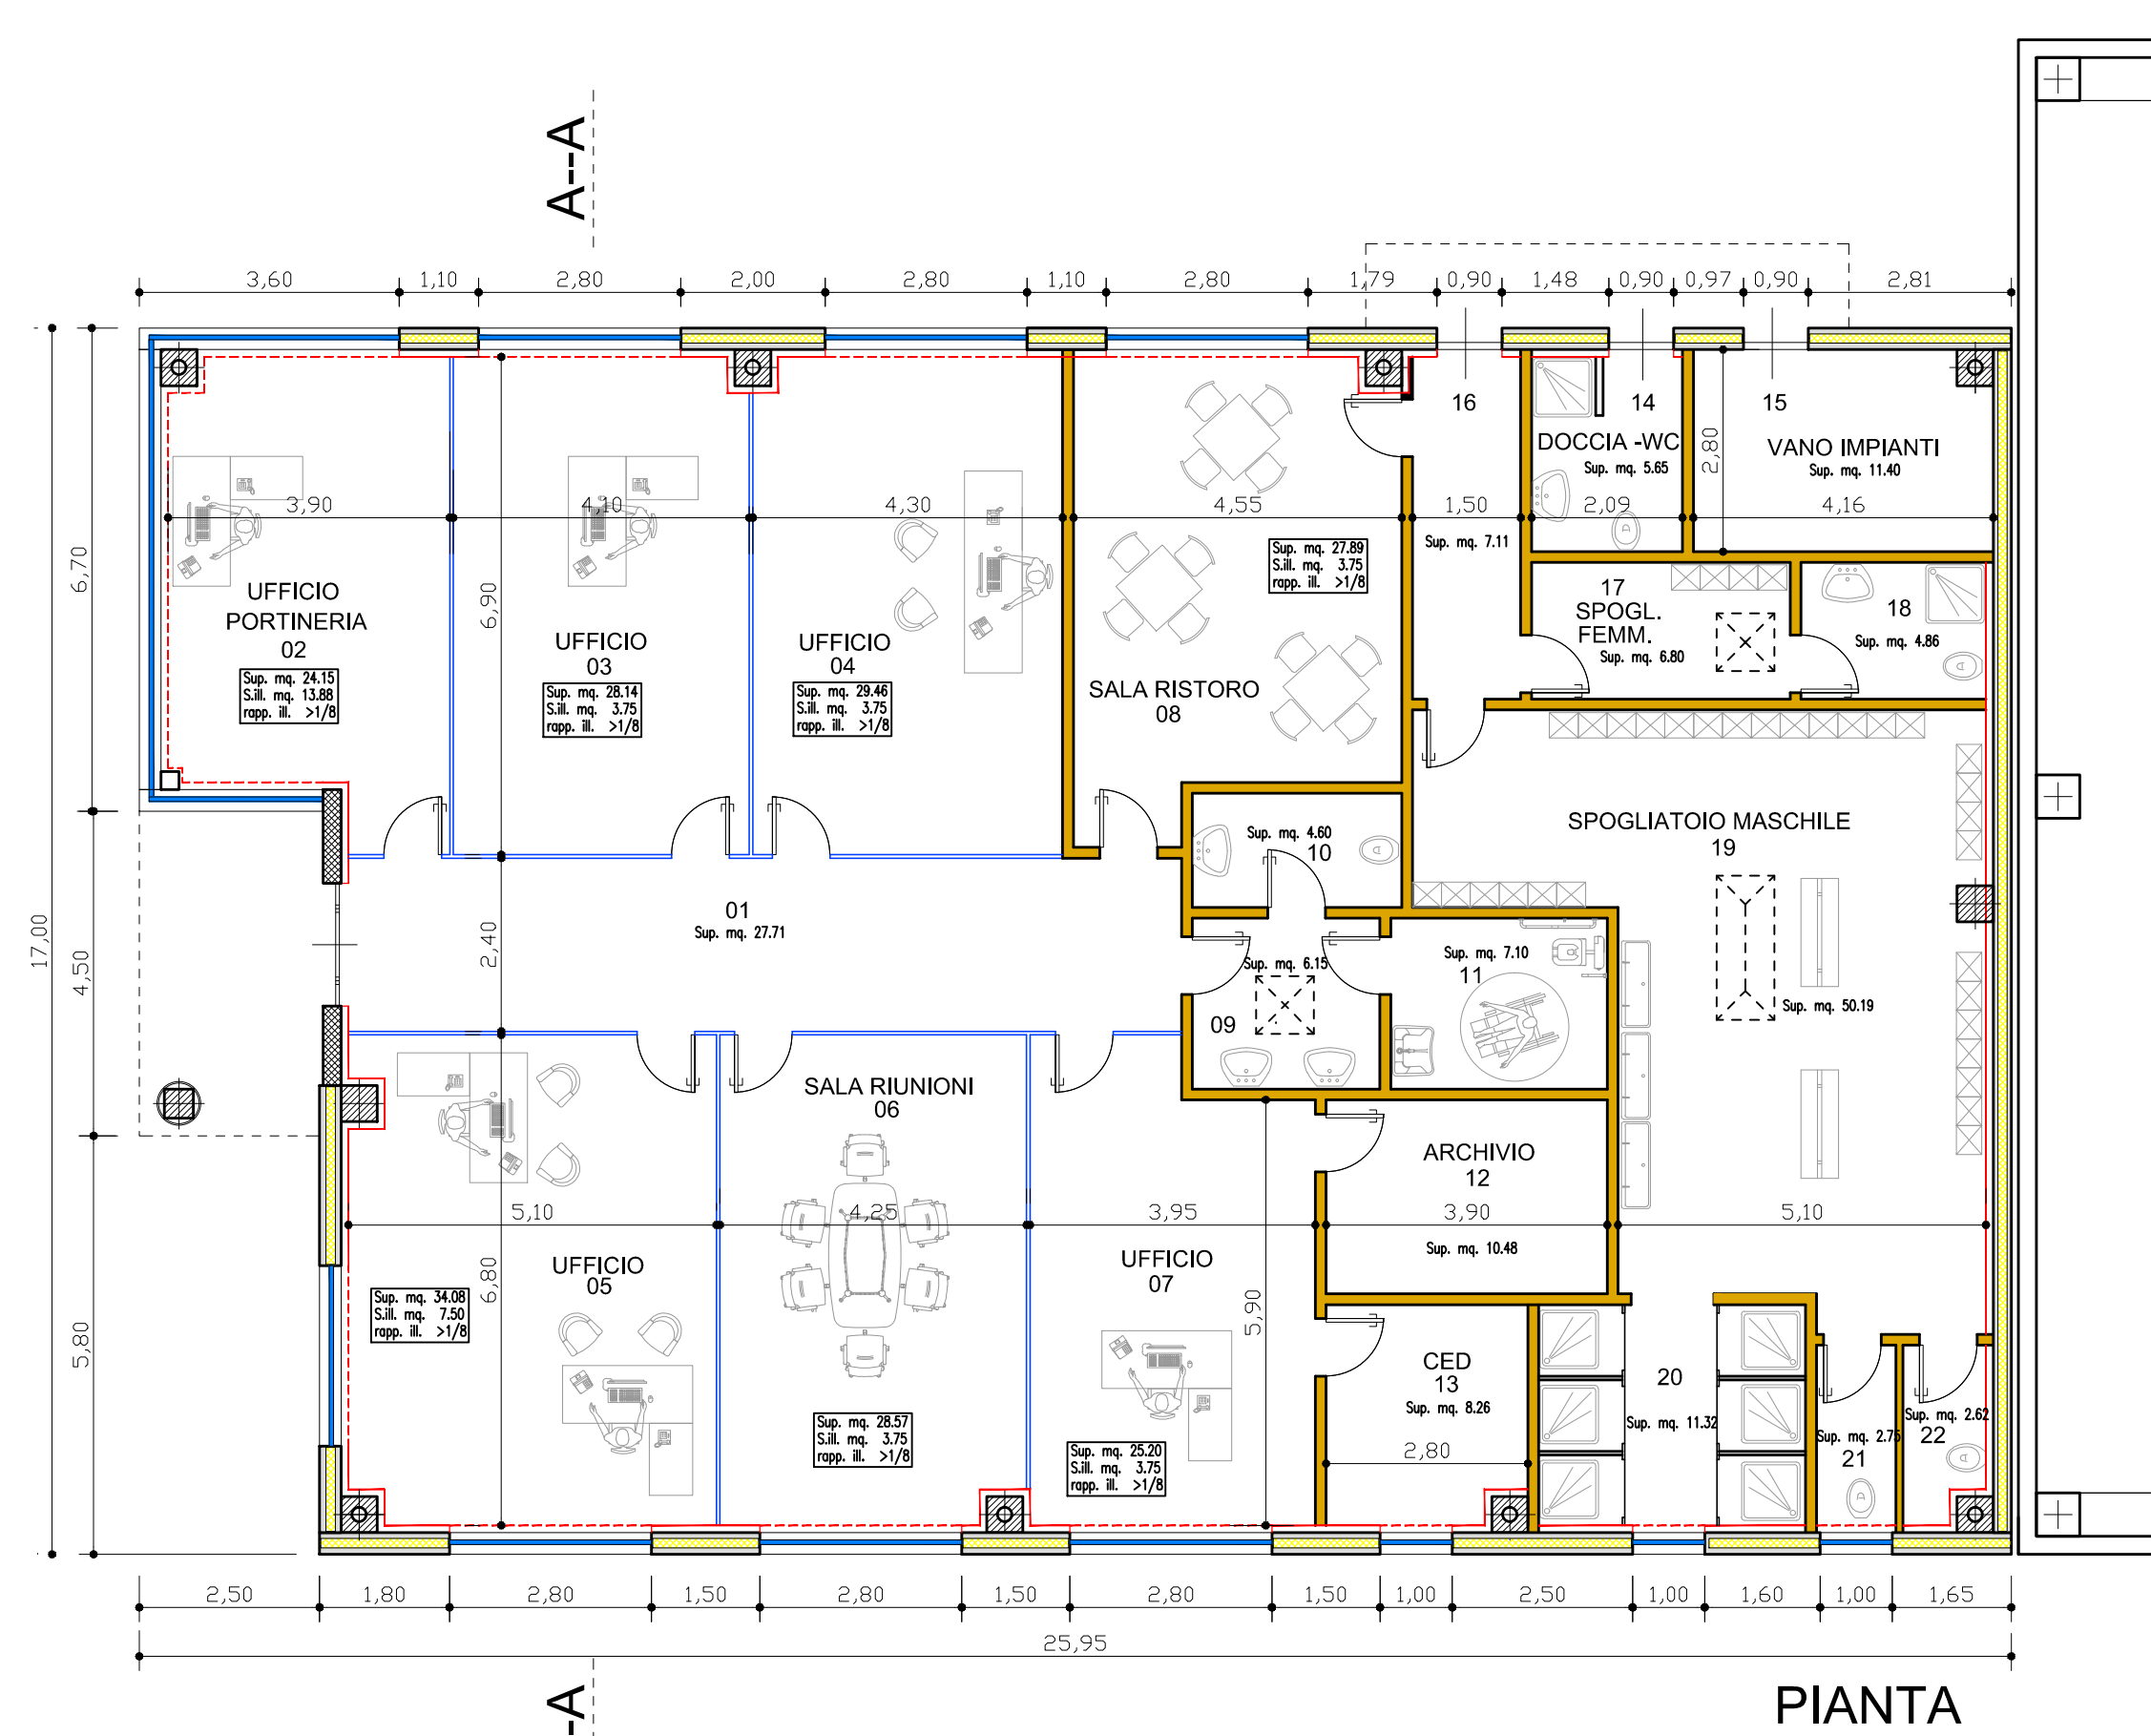 A--A
3,60 1,10 2,80 2,00 2,80 1,10 2,80 1,79 0,90 1,48 0,90 0,97 0,90 2,81
17,00
6,70
4,50
5,80
3,90
4,10
4,30
4,55
1,50
2,09
4,16
6,90
2,80
UFFICIO
PORTINERIA
02
Sup. mq. 24.15
S.ill. mq. 13.88
rapp. ill. >1/8
UFFICIO
03
Sup. mq. 28.14
S.ill. mq. 3.75
rapp. ill. >1/8
UFFICIO
04
Sup. mq. 29.46
S.ill. mq. 3.75
rapp. ill. >1/8
Sup. mq. 27.89
S.ill. mq. 3.75
rapp. ill. >1/8
SALA RISTORO
08
16
Sup. mq. 7.11
14
DOCCIA -WC
Sup. mq. 5.65
15
VANO IMPIANTI
Sup. mq. 11.40
17
SPOGL.
FEMM.
Sup. mq. 6.80
18
Sup. mq. 4.86
SPOGLIATOIO MASCHILE
19
Sup. mq. 50.19
Sup. mq. 4.60
10
01
Sup. mq. 27.71
2,40
Sup. mq. 6.15
09
Sup. mq. 7.10
11
SALA RIUNIONI
06
ARCHIVIO
12
5,10
4,25
3,95
3,90
5,10
Sup. mq. 10.48
UFFICIO
05
6,80
Sup. mq. 34.08
S.ill. mq. 7.50
rapp. ill. >1/8
UFFICIO
07
5,90
Sup. mq. 28.57
S.ill. mq. 3.75
rapp. ill. >1/8
Sup. mq. 25.20
S.ill. mq. 3.75
rapp. ill. >1/8
CED
13
Sup. mq. 8.26
2,80
20
Sup. mq. 11.32
Sup. mq. 2.75
21
Sup. mq. 2.62
22
2,50 1,80 2,80 1,50 2,80 1,50 2,80 1,50 1,00 2,50 1,00 1,60 1,00 1,65
25,95
-A
PIANTA